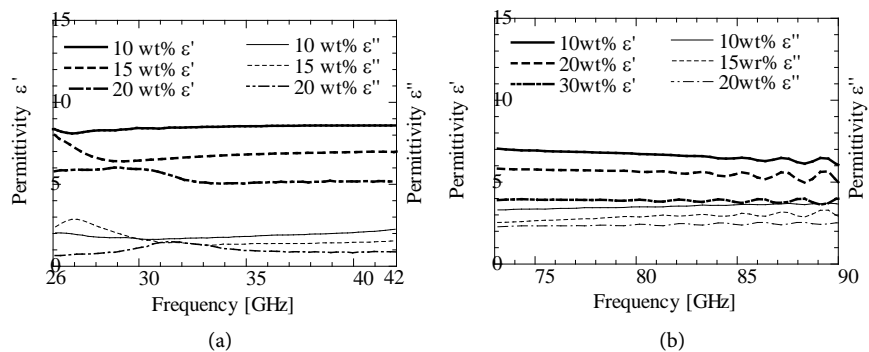 15
10 wt% ε'
10 wt% ε''
15 wt% ε'
15 wt% ε''
20 wt% ε'
20 wt% ε''
10
5
0
26 30 35 40 42
Permittivity ε'
Permittivity ε''
Frequency [GHz]
(a)
15
10wt% ε'
10wt% ε''
20wt% ε'
15wr% ε''
30wt% ε'
20wt% ε''
10
5
0
75 80 85 90
Permittivity ε'
Permittivity ε''
Frequency [GHz]
(b)